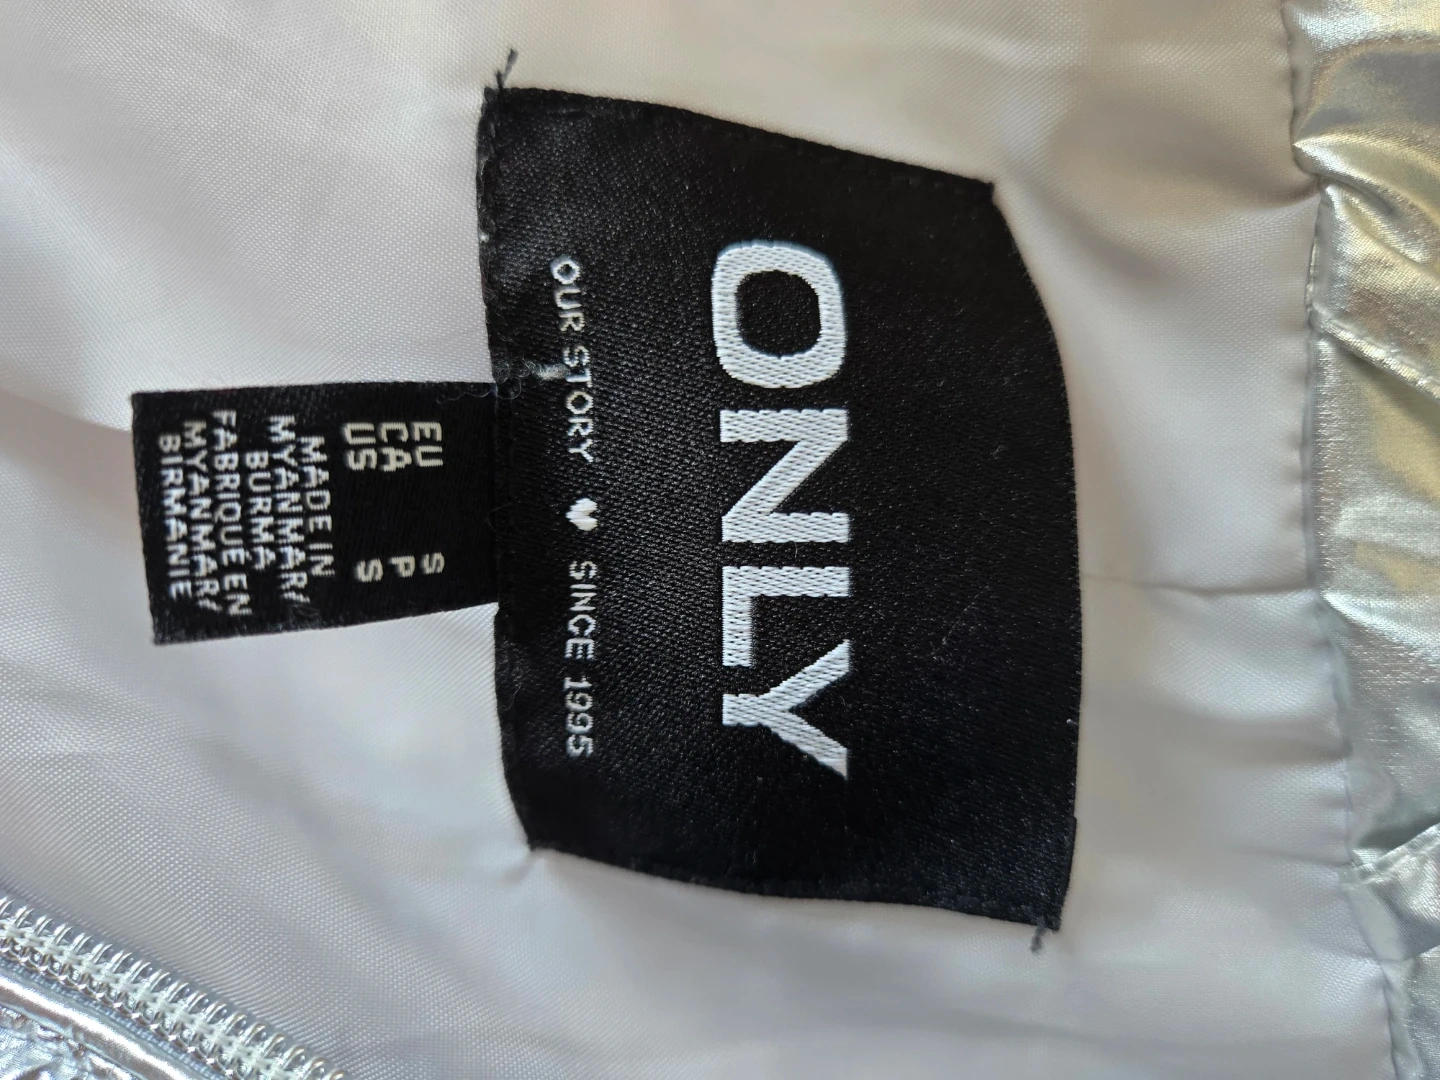 ONLY
OUR STORY ♥ SINCE 1995
EU S
CA P
US S
MADE IN
MYANMAR/
BURMA
FABRIQUÉ EN
MYANMAR/
BIRMANIE